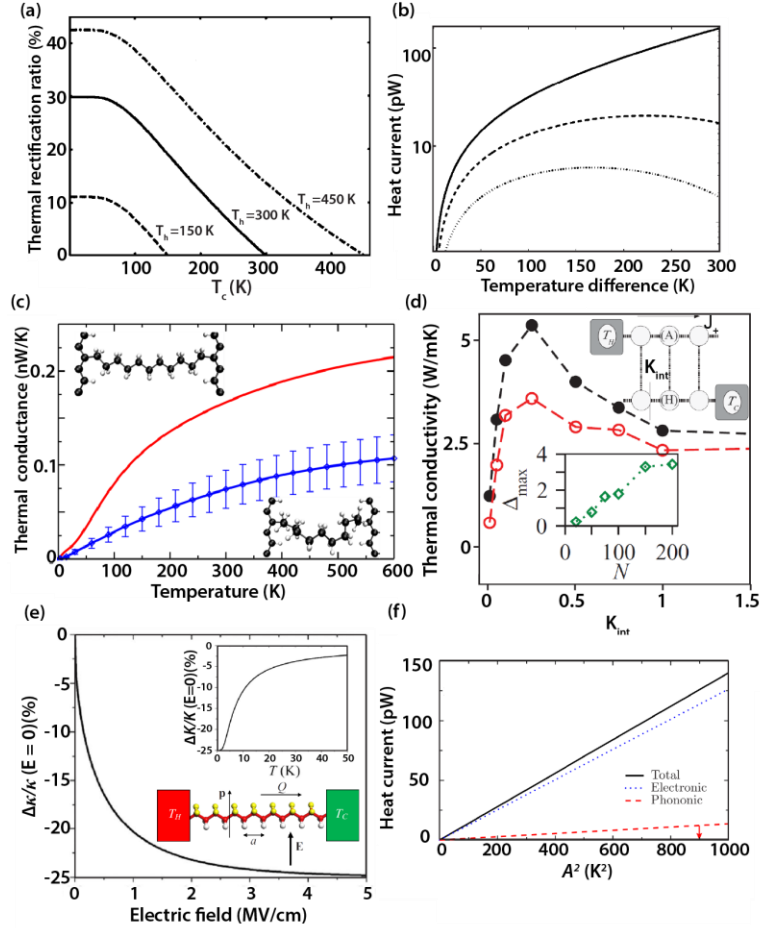 (a)
Thermal rectification ratio (%)
50
40
30
20
10
0
T_h=450 K
T_h=300 K
T_h=150 K
100
200
300
400
T_c (K)
(b)
Heat current (pW)
100
10
0
50
100
150
200
250
300
Temperature difference (K)
(c)
Thermal conductance (nW/K)
0.2
0.1
0
0
100
200
300
400
500
600
Temperature (K)
(d)
Thermal conductivity (W/mK)
5
2.5
0
0
0.5
1
1.5
K_int
J_+
T_H
A
K_int
H
T_C
Δ_max
4
2
0
0
100
200
N
(e)
Δκ/κ (E = 0)(%)
0
-5
-10
-15
-20
-25
0
1
2
3
4
5
Electric field (MV/cm)
ΔK/K (E=0)(%)
0
-5
-10
-15
-20
-25
0
10
20
30
40
50
T (K)
p
Q
T_H
T_C
a
E
(f)
Heat current (pW)
150
100
50
0
0
200
400
600
800
1000
A² (K²)
Total
Electronic
Phononic